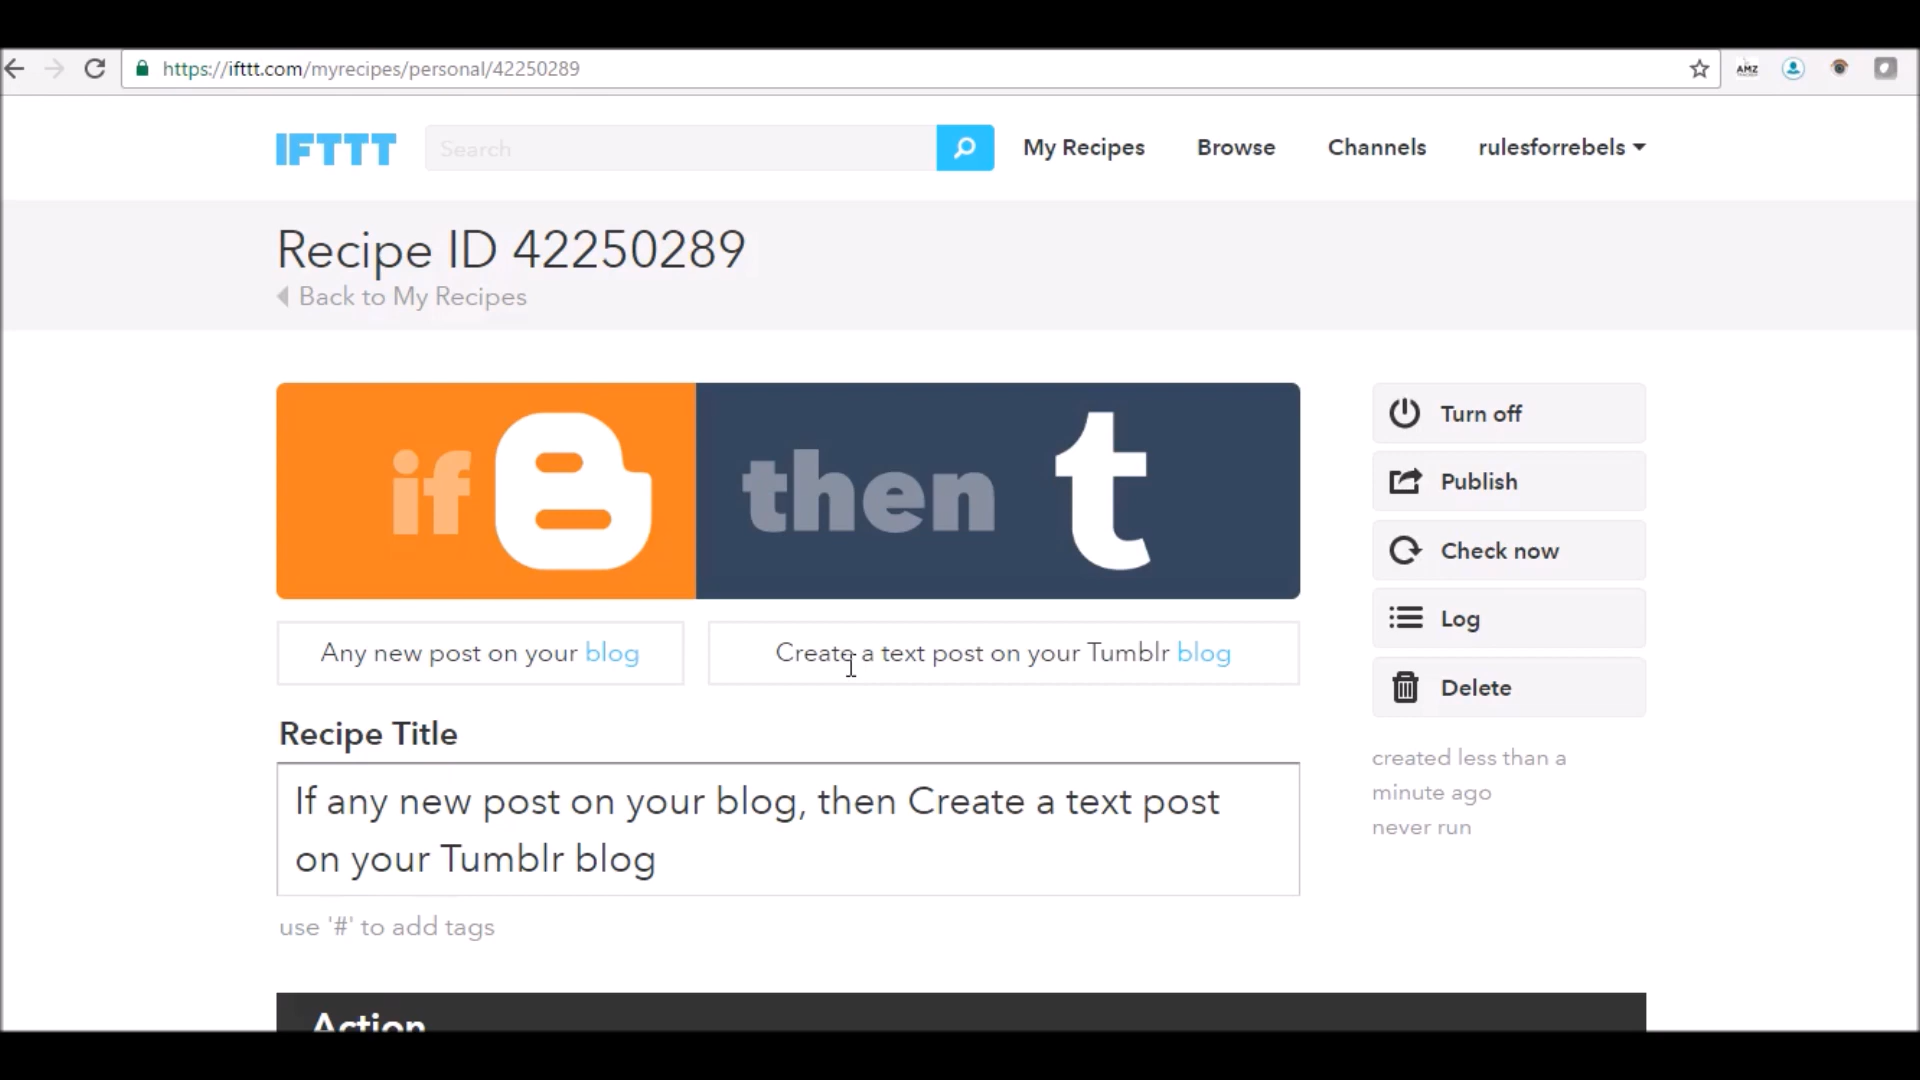 https://ifttt.com/myrecipes/personal/42250289
AMZ
IFTTT
Search
My Recipes
Browse
Channels
rulesforrebels
Recipe ID 42250289
Back to My Recipes
if
then
t
Turn off
Publish
Check now
Log
Delete
Any new post on your blog
Create a text post on your Tumblr blog
Recipe Title
If any new post on your blog, then Create a text post
on your Tumblr blog
use '#' to add tags
created less than a
minute ago
never run
Action